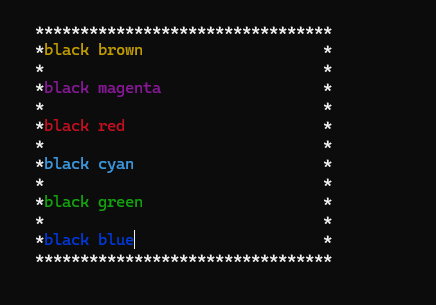 *********************************
*black brown                    *
*                               *
*black magenta                  *
*                               *
*black red                      *
*                               *
*black cyan                     *
*                               *
*black green                    *
*                               *
*black blue                     *
*********************************